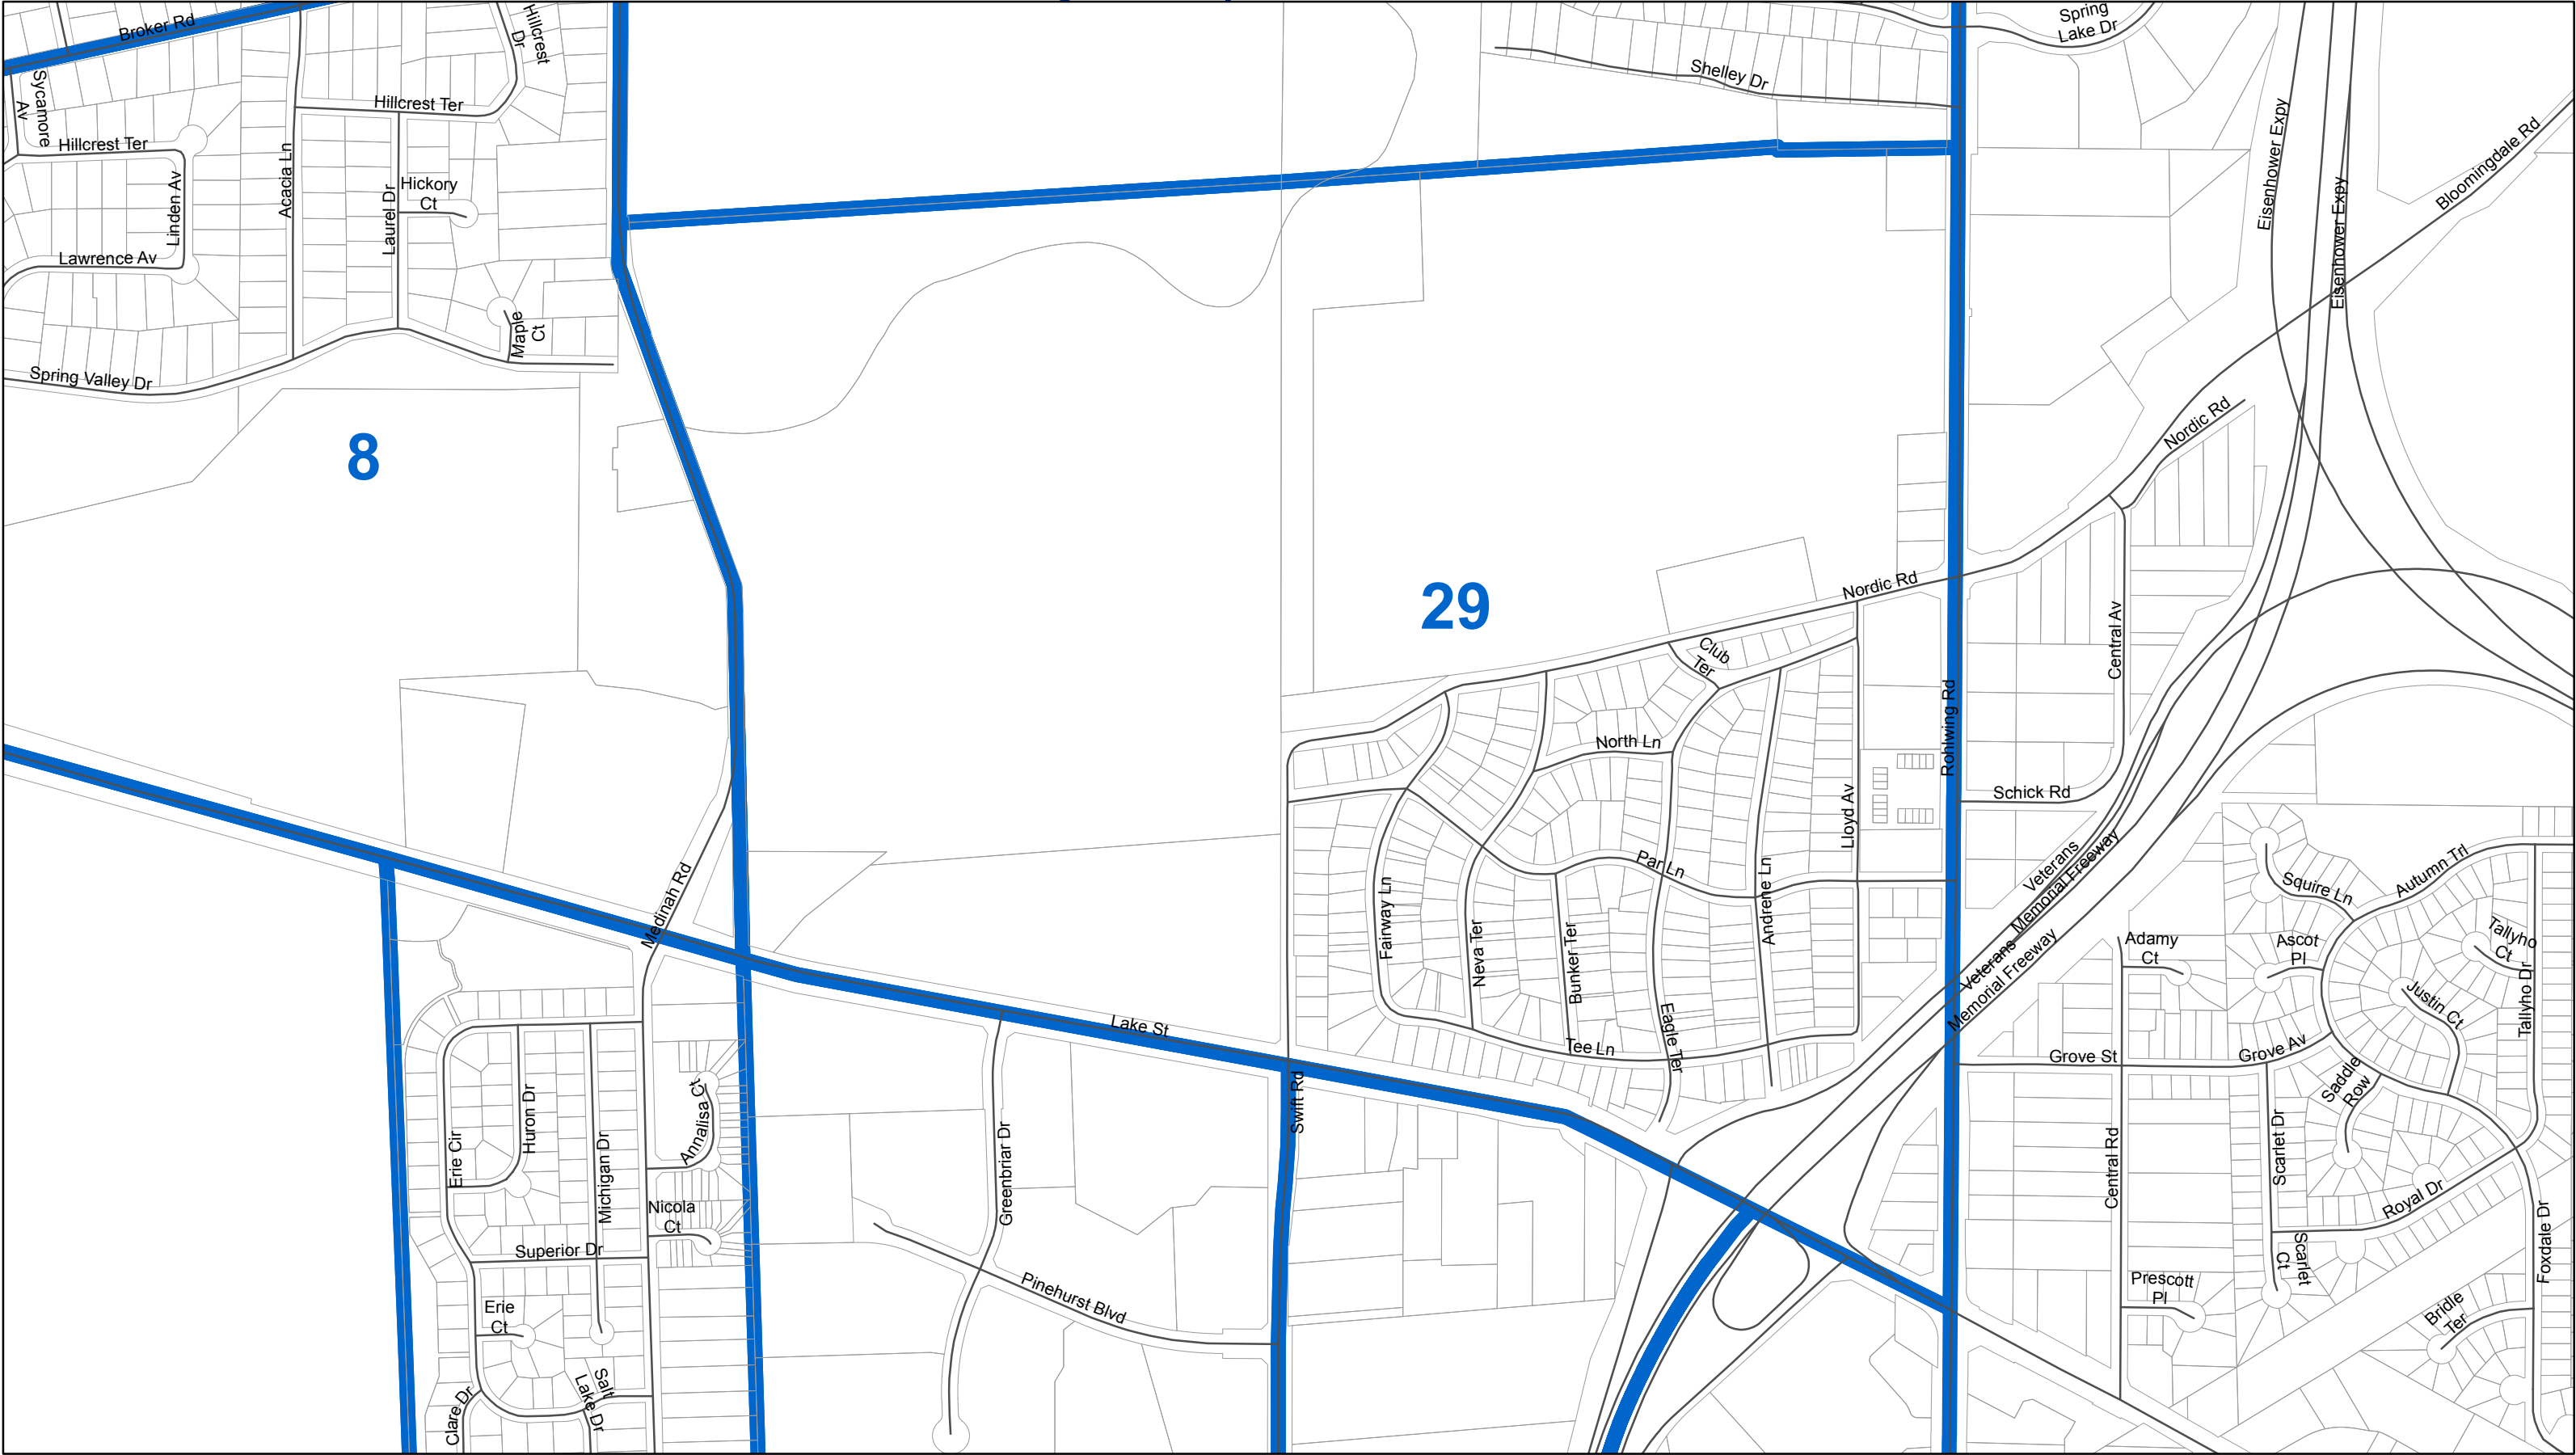 Broker Rd
Hillcrest
Dr
Spring
Lake Dr
Sycamore
Av
Hillcrest Ter
Shelley Dr
Hillcrest Ter
Eisenhower Expy
Bloomingdale Rd
Linden Av
Acacia Ln
Laurel Dr
Hickory
Ct
Eisenhower Expy
Lawrence Av
Maple
Ct
Spring Valley Dr
8
Nordic Rd
29
Nordic Rd
Club
Ter
Central Av
North Ln
Rohlwing Rd
Schick Rd
Lloyd Av
Par Ln
Medinah Rd
Fairway Ln
Neva Ter
Bunker Ter
Andrene Ln
Veterans
Memorial Freeway
Veterans
Memorial Freeway
Squire Ln
Autumn Trl
Adamy
Ct
Ascot
Pl
Tallyho
Ct
Tallyho Dr
Justin Ct
Lake St
Tee Ln
Eagle Ter
Grove St
Grove Av
Saddle
Row
Swift Rd
Annalisa Ct
Huron Dr
Erie Cir
Michigan Dr
Greenbriar Dr
Nicola
Ct
Superior Dr
Central Rd
Scarlet Dr
Royal Dr
Foxdale Dr
Scarlet
Ct
Pinehurst Blvd
Prescott
Pl
Erie
Ct
Bridle
Ter
Salt
Lake Dr
Clare Dr